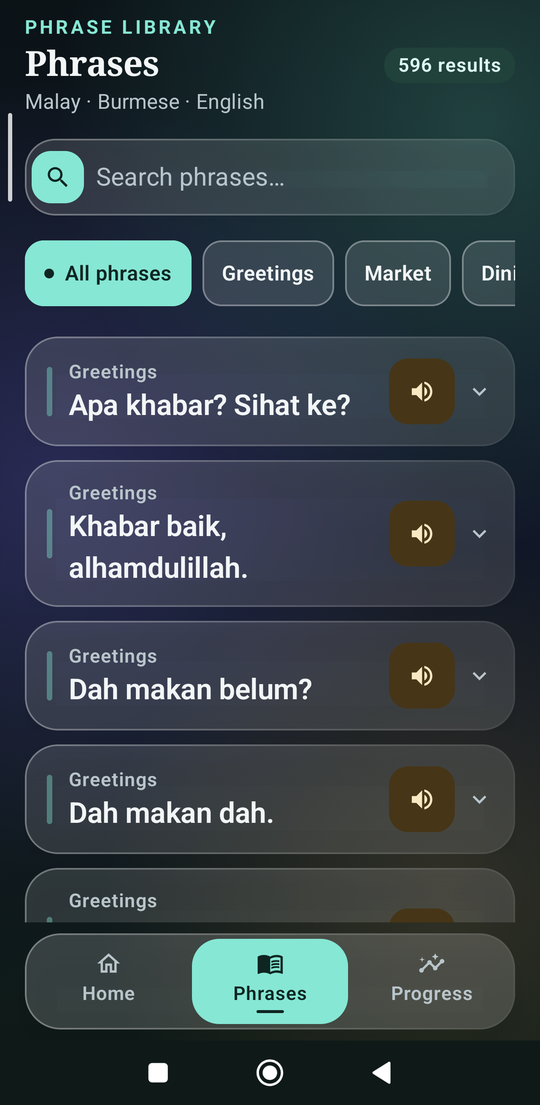 PHRASE LIBRARY
Phrases
596 results
Malay · Burmese · English
Search phrases...
All phrases
Greetings
Market
Dini
Greetings
Apa khabar? Sihat ke?
Greetings
Khabar baik,
alhamdulillah.
Greetings
Dah makan belum?
Greetings
Dah makan dah.
Greetings
Home
Phrases
Progress